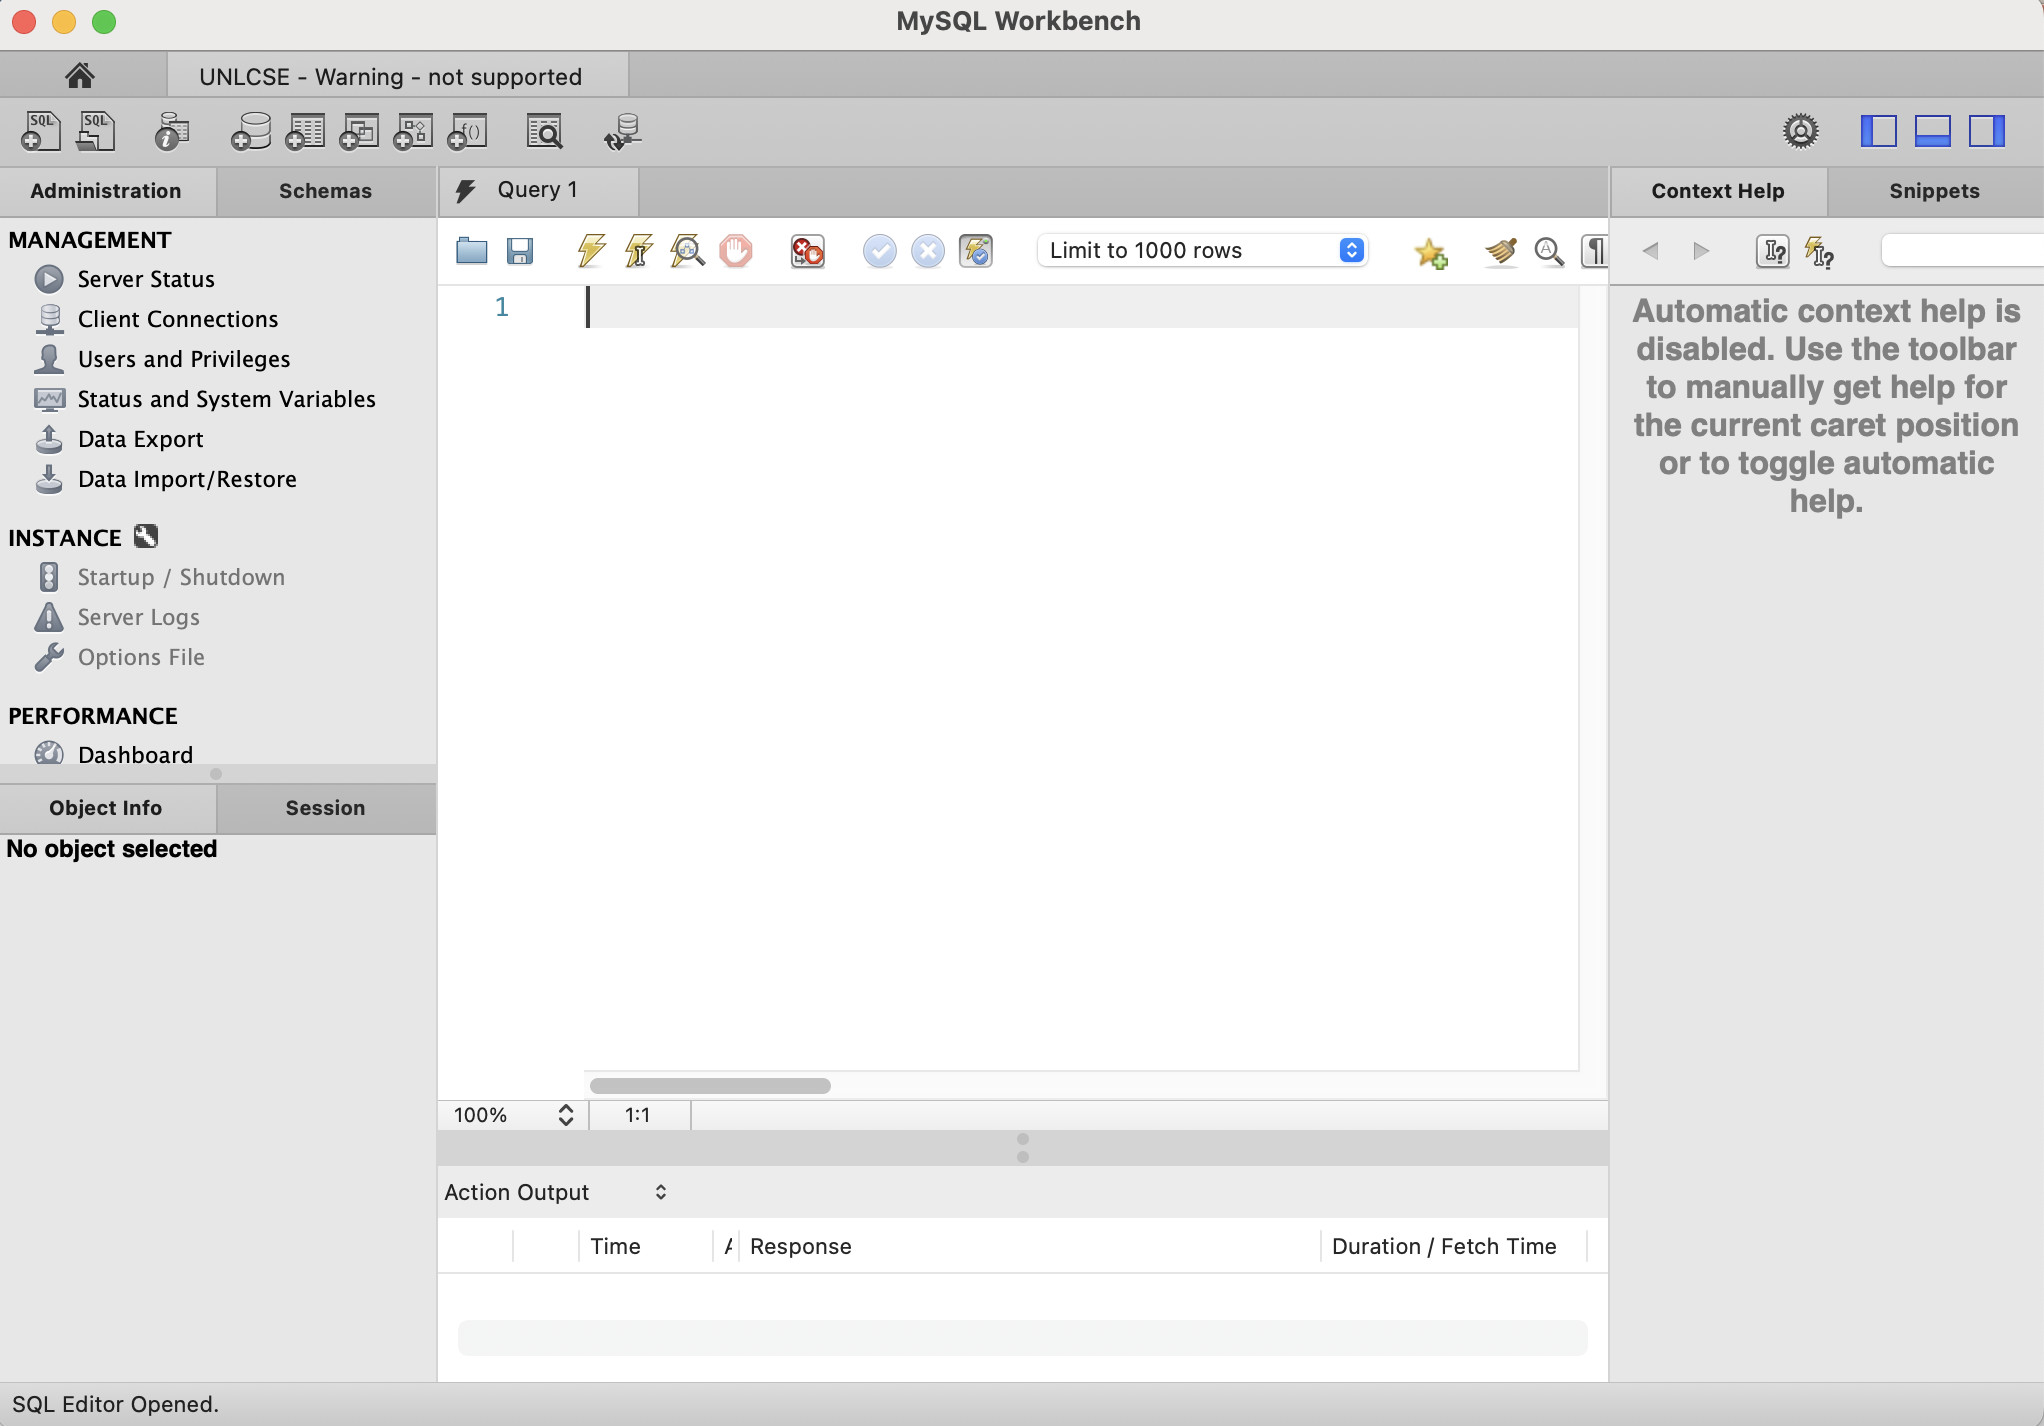 MySQL Workbench
UNLCSE - Warning - not supported
SQL
SQL
f()
Administration
Schemas
Query 1
Context Help
Snippets
MANAGEMENT
Server Status
Client Connections
Users and Privileges
Status and System Variables
Data Export
Data Import/Restore
INSTANCE
Startup / Shutdown
Server Logs
Options File
PERFORMANCE
Dashboard
Object Info
Session
No object selected
Limit to 1000 rows
1
100%
1:1
Action Output
Time
Response
Duration / Fetch Time
Automatic context help is
disabled. Use the toolbar
to manually get help for
the current caret position
or to toggle automatic
help.
SQL Editor Opened.